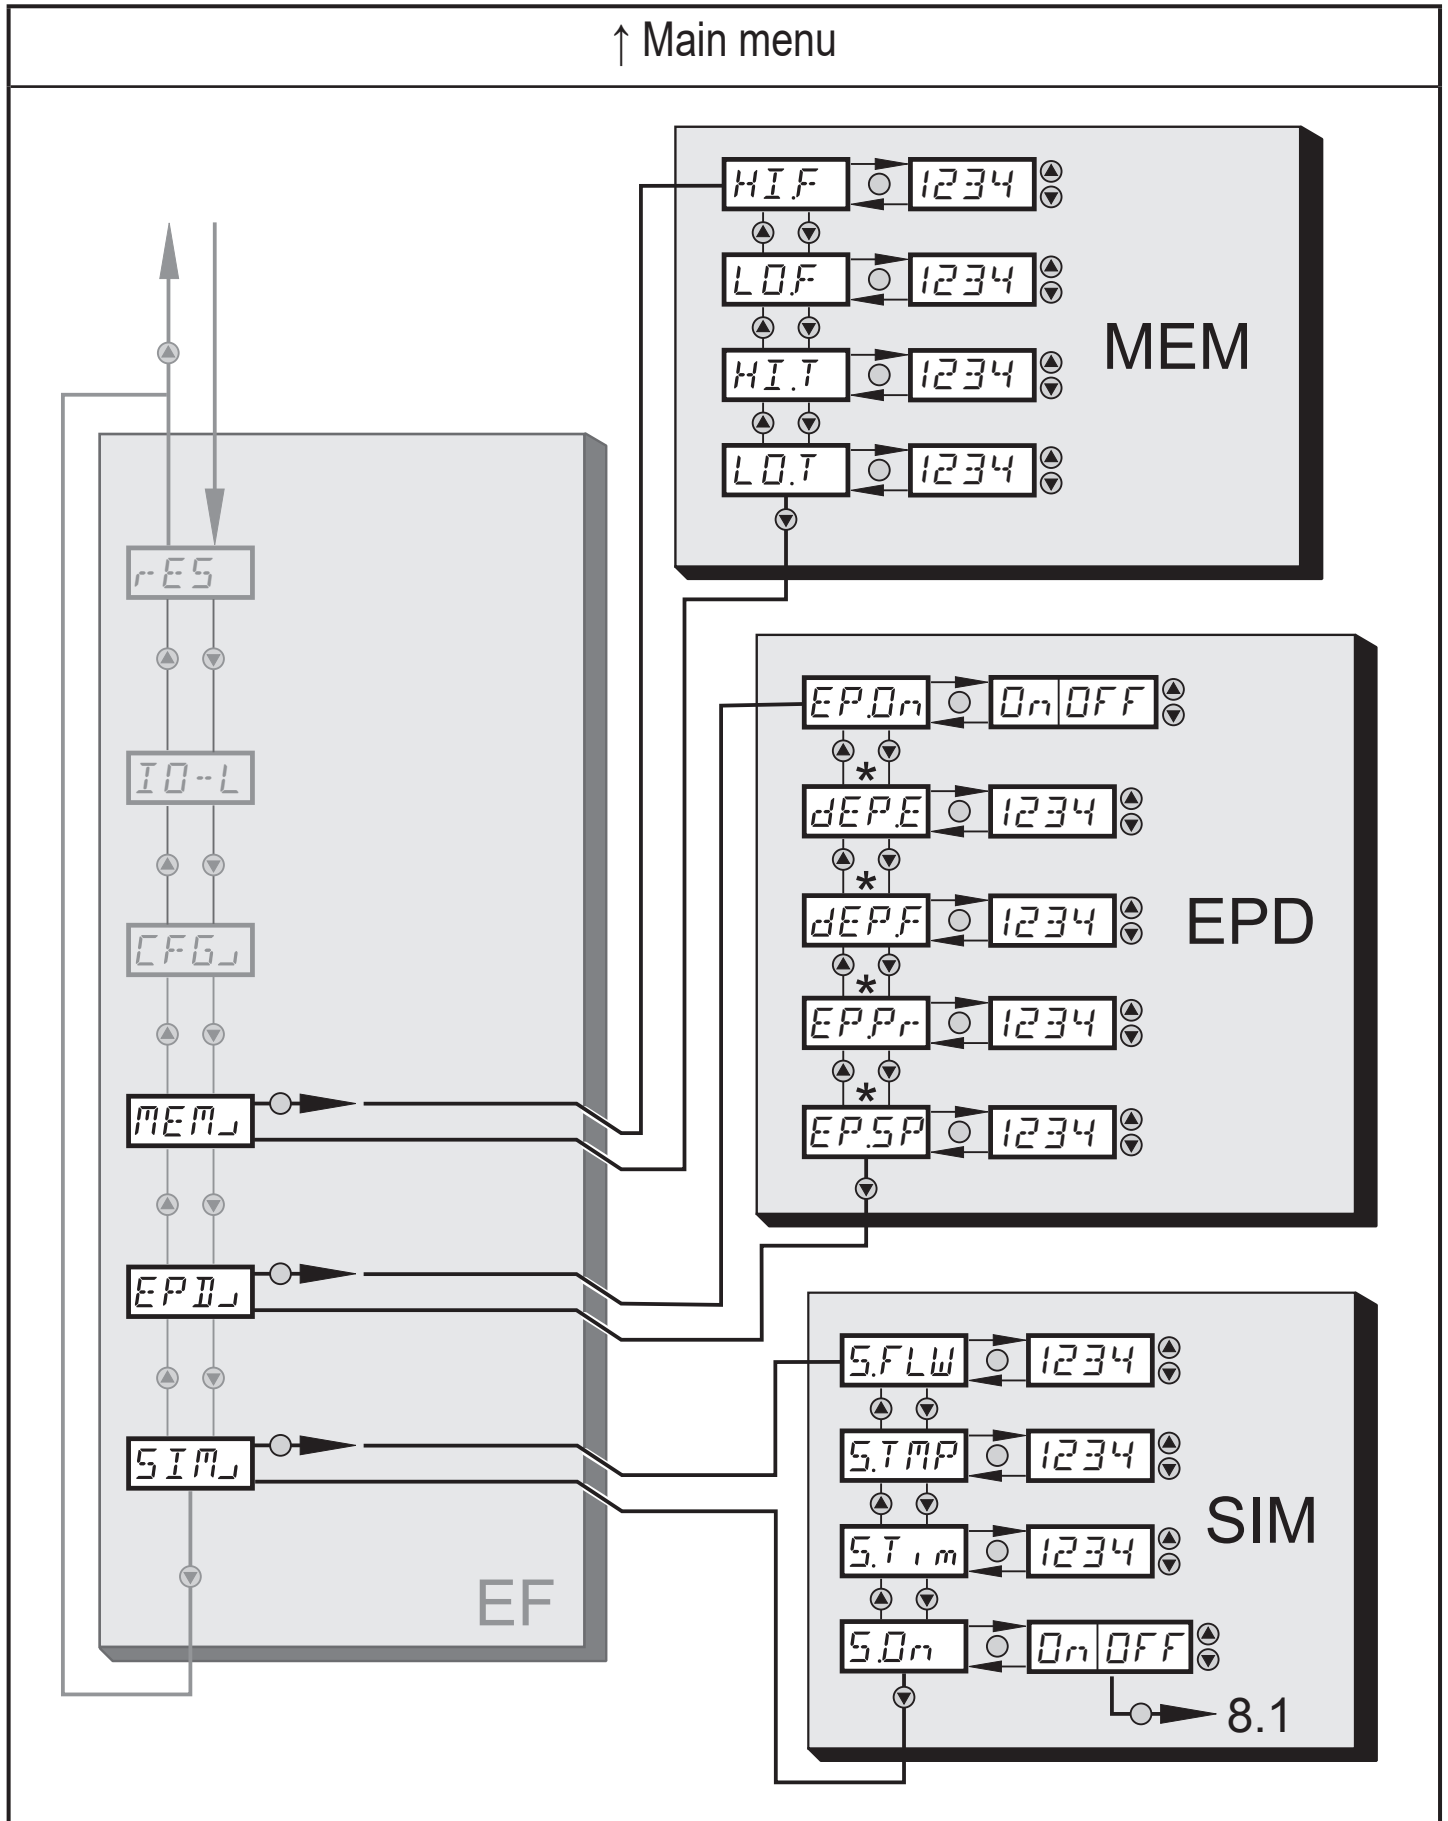 ↑ Main menu
HI.F 1234
LO.F 1234
MEM
HI.T 1234
LO.T 1234
rES
IO-L
CFG
MEM
EPD
SIM
EF
EP.On On OFF
*
dEP.E 1234
*
dEP.F 1234
EPD
*
EP.Pr 1234
*
EP.SP 1234
S.FLW 1234
S.TMP 1234
SIM
S.Tim 1234
S.On On OFF
8.1